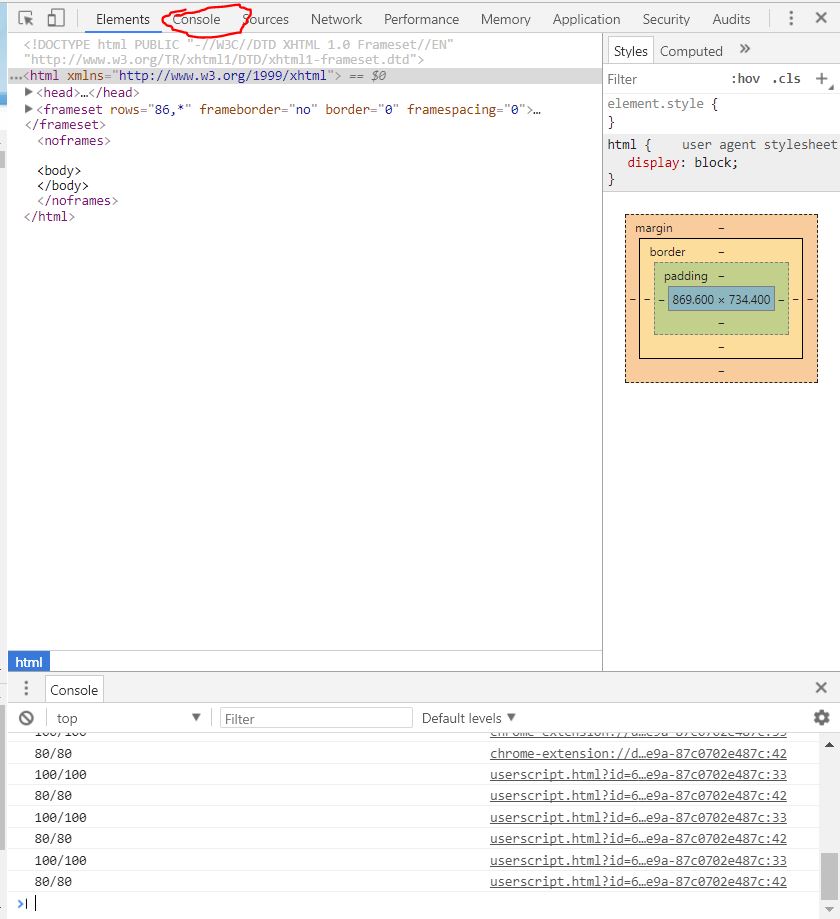 Elements Console Sources Network Performance Memory Application Security Audits
<!DOCTYPE html PUBLIC "-//W3C//DTD XHTML 1.0 Frameset//EN"
"http://www.w3.org/TR/xhtml1/DTD/xhtml1-frameset.dtd">
…<html xmlns="http://www.w3.org/1999/xhtml"> == $0
<head>…</head>
<frameset rows="86,*" frameborder="no" border="0" framespacing="0">…
</frameset>
<noframes>
<body>
</body>
</noframes>
</html>
html
Styles Computed »
Filter :hov .cls +
element.style {
}
html { user agent stylesheet
display: block;
}
margin –
border –
padding –
– – – 869.600 × 734.400 – – –
–
–
–
Console
top Filter Default levels
100/100 chrome-extension://d…e9a-87c0702e487c:33
80/80 chrome-extension://d…e9a-87c0702e487c:42
100/100 userscript.html?id=6…e9a-87c0702e487c:33
80/80 userscript.html?id=6…e9a-87c0702e487c:42
100/100 userscript.html?id=6…e9a-87c0702e487c:33
80/80 userscript.html?id=6…e9a-87c0702e487c:42
100/100 userscript.html?id=6…e9a-87c0702e487c:33
80/80 userscript.html?id=6…e9a-87c0702e487c:42